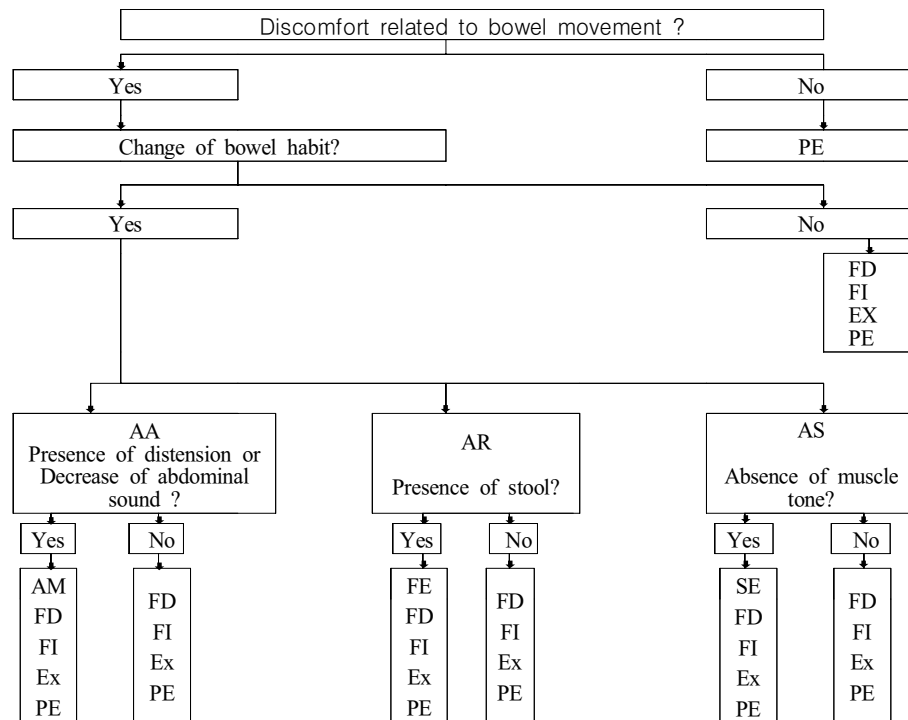 Discomfort related to bowel movement ?
Yes
No
Change of bowel habit?
PE
Yes
No
FD
FI
EX
PE
AA
Presence of distension or
Decrease of abdominal
sound ?
AR
Presence of stool?
AS
Absence of muscle
tone?
Yes
No
Yes
No
Yes
No
AM
FD
FI
Ex
PE
FD
FI
Ex
PE
FE
FD
FI
Ex
PE
FD
FI
Ex
PE
SE
FD
FI
Ex
PE
FD
FI
Ex
PE